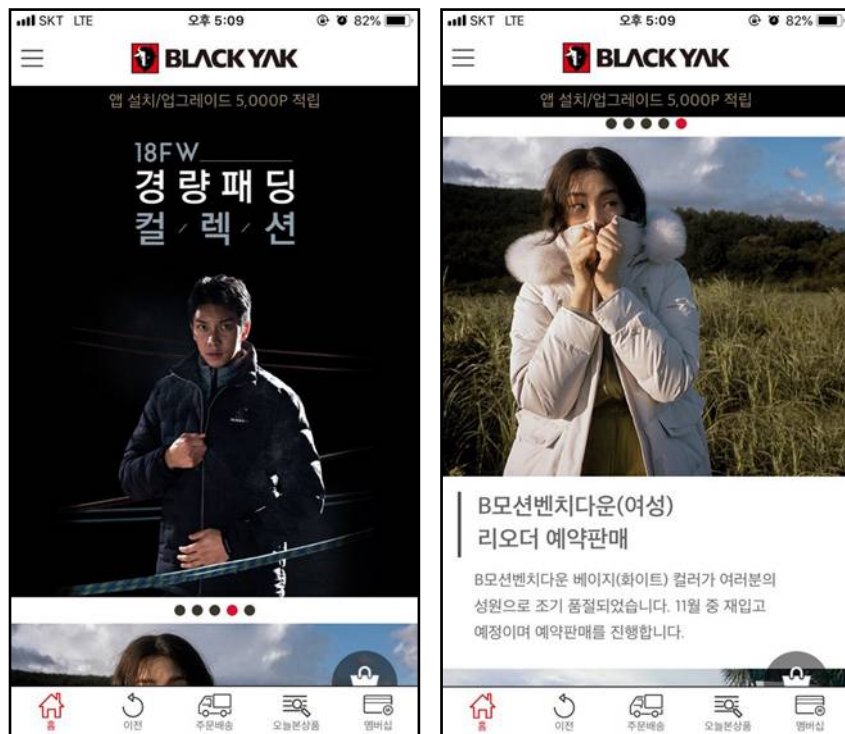 SKT LTE 오후 5:09 82%
BLACK YAK
앱 설치/업그레이드 5,000P 적립
18FW
경량패딩
컬/렉/션
홈 이전 주문배송 오늘본상품 멤버십
SKT LTE 오후 5:09 82%
BLACK YAK
앱 설치/업그레이드 5,000P 적립
B모션벤치다운(여성)
리오더 예약판매
B모션벤치다운 베이지(화이트) 컬러가 여러분의
성원으로 조기 품절되었습니다. 11월 중 재입고
예정이며 예약판매를 진행합니다.
홈 이전 주문배송 오늘본상품 멤버십